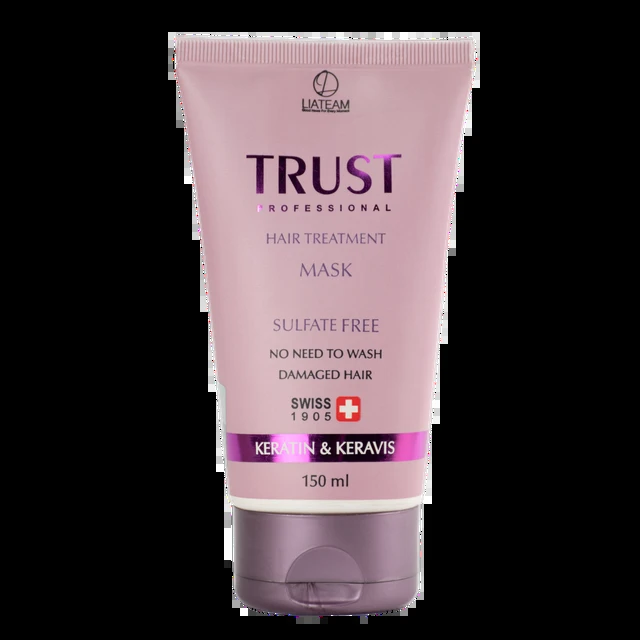 LIATEAM
TRUST
PROFESSIONAL
HAIR TREATMENT
MASK
SULFATE FREE
NO NEED TO WASH
DAMAGED HAIR
SWISS
1905
KERATIN & KERAVIS
150 ml